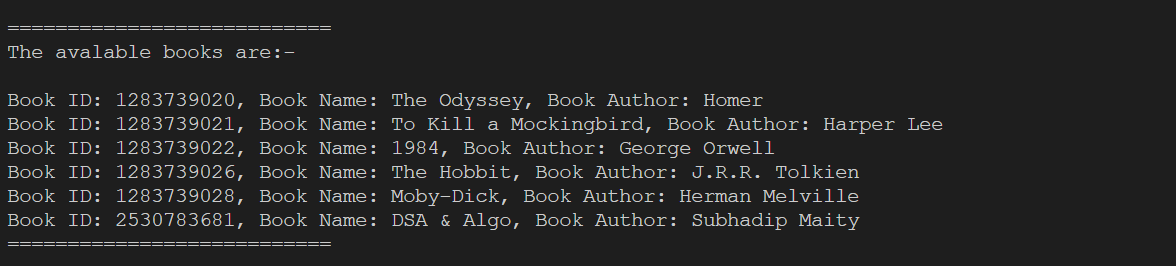 ===========================
The avalable books are:-
Book ID: 1283739020, Book Name: The Odyssey, Book Author: Homer
Book ID: 1283739021, Book Name: To Kill a Mockingbird, Book Author: Harper Lee
Book ID: 1283739022, Book Name: 1984, Book Author: George Orwell
Book ID: 1283739026, Book Name: The Hobbit, Book Author: J.R.R. Tolkien
Book ID: 1283739028, Book Name: Moby-Dick, Book Author: Herman Melville
Book ID: 2530783681, Book Name: DSA & Algo, Book Author: Subhadip Maity
===========================